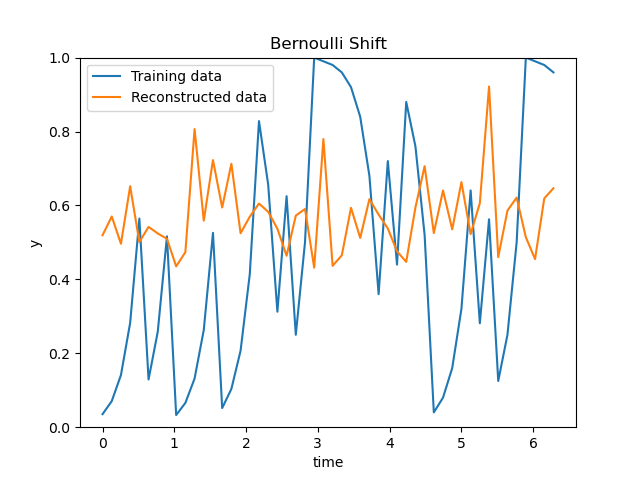 Bernoulli Shift
Training data
Reconstructed data
1.0
0.8
0.6
0.4
0.2
0.0
y
0 1 2 3 4 5 6
time